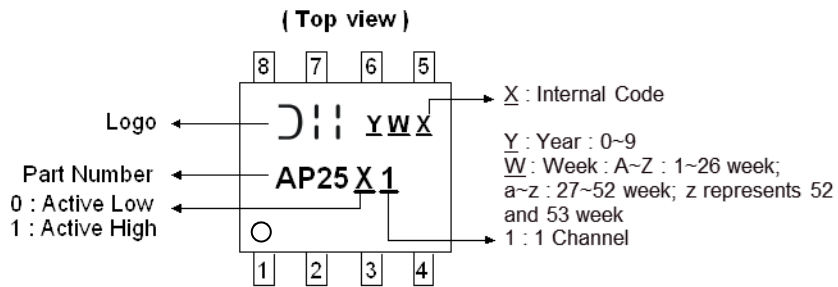 ( Top view )
8 7 6 5
X : Internal Code
Logo
Y W X
Y : Year : 0~9
W : Week : A~Z : 1~26 week;
a~z : 27~52 week; z represents 52
and 53 week
Part Number
AP25 X 1
0 : Active Low
1 : Active High
1 : 1 Channel
1 2 3 4